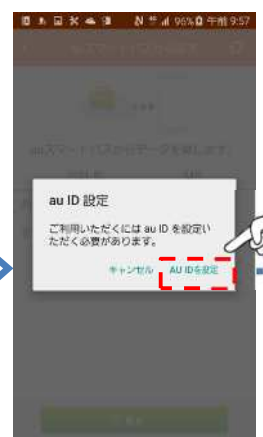 96% 午前 9:57
auスマートパスからデータを戻します。
au ID 設定
ご利用いただくには au ID を設定い
ただく必要があります。
キャンセル AU IDを設定